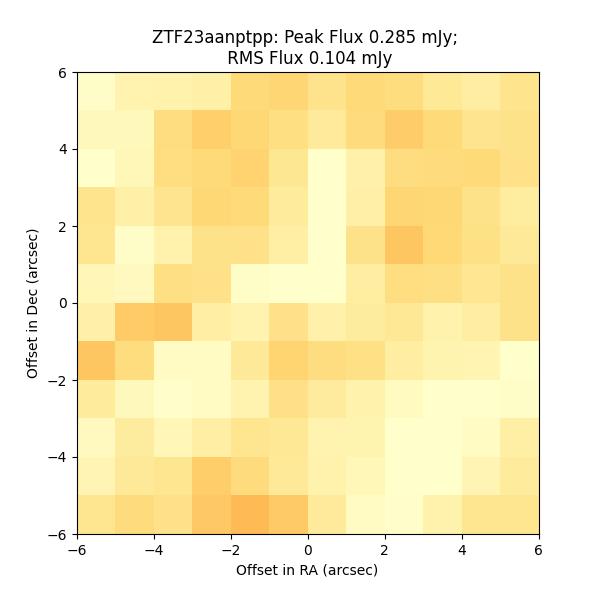 ZTF23aanptpp: Peak Flux 0.285 mJy;
RMS Flux 0.104 mJy
6
4
2
0
−2
−4
−6
Offset in Dec (arcsec)
−6 −4 −2 0 2 4 6
Offset in RA (arcsec)